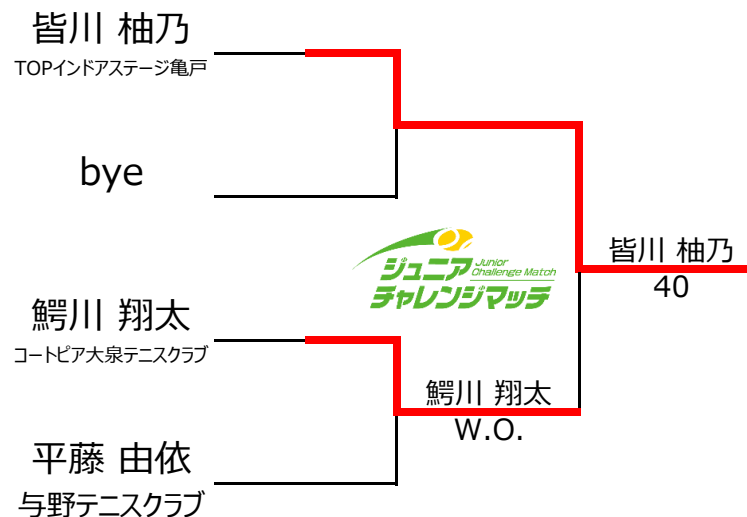 皆川 柚乃
TOPインドアステージ亀戸
bye
ジュニア Junior Challenge Match
チャレンジマッチ
皆川 柚乃
40
鰐川 翔太
コートピア大泉テニスクラブ
鰐川 翔太
W.O.
平藤 由依
与野テニスクラブ